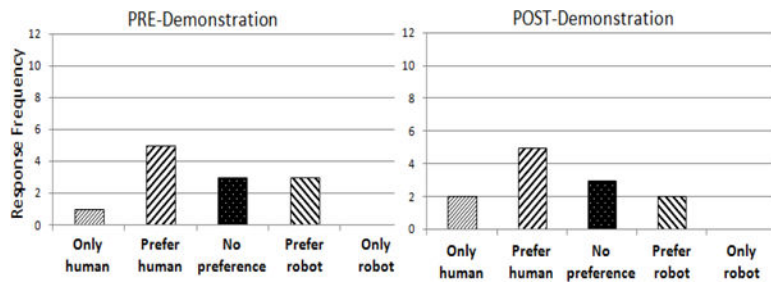 PRE-Demonstration
Response Frequency
12
10
8
6
4
2
0
Only human
Prefer human
No preference
Prefer robot
Only robot
POST-Demonstration
12
10
8
6
4
2
0
Only human
Prefer human
No preference
Prefer robot
Only robot